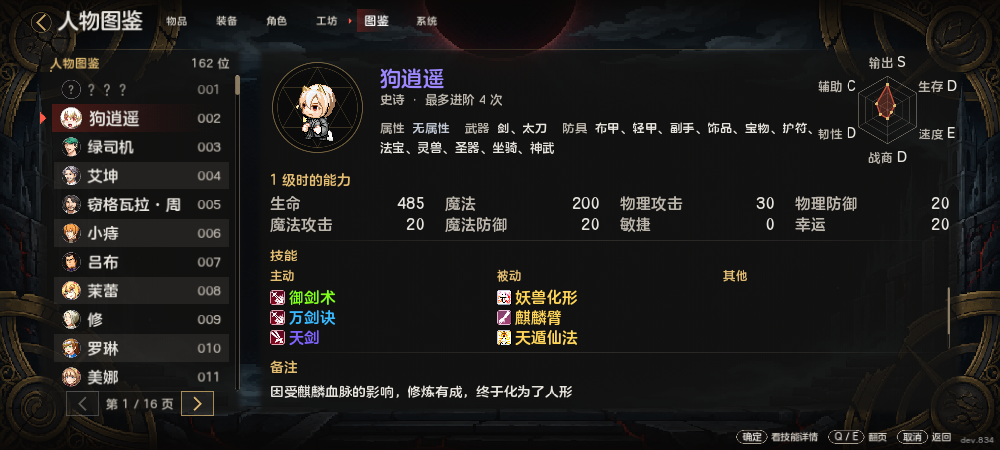 人物图鉴 物品 装备 角色 工坊 图鉴 系统
人物图鉴 162 位
? ? ? ? 001
狗逍遥 002
绿司机 003
艾坤 004
窃格瓦拉·周 005
小痔 006
吕布 007
茉蕾 008
修 009
罗琳 010
美娜 011
第 1 / 16 页
狗逍遥
史诗 · 最多进阶 4 次
属性 无属性 武器 剑、太刀 防具 布甲、轻甲、副手、饰品、宝物、护符、
法宝、灵兽、圣器、坐骑、神武
输出 S
辅助 C 生存 D
韧性 D 速度 E
战商 D
1 级时的能力
生命 485 魔法 200 物理攻击 30 物理防御 20
魔法攻击 20 魔法防御 20 敏捷 0 幸运 20
技能
主动 被动 其他
御剑术 妖兽化形
万剑诀 麒麟臂
天剑 天遁仙法
备注
因受麒麟血脉的影响，修炼有成，终于化为了人形
确定 看技能详情 Q / E 翻页 取消 返回 dev.834